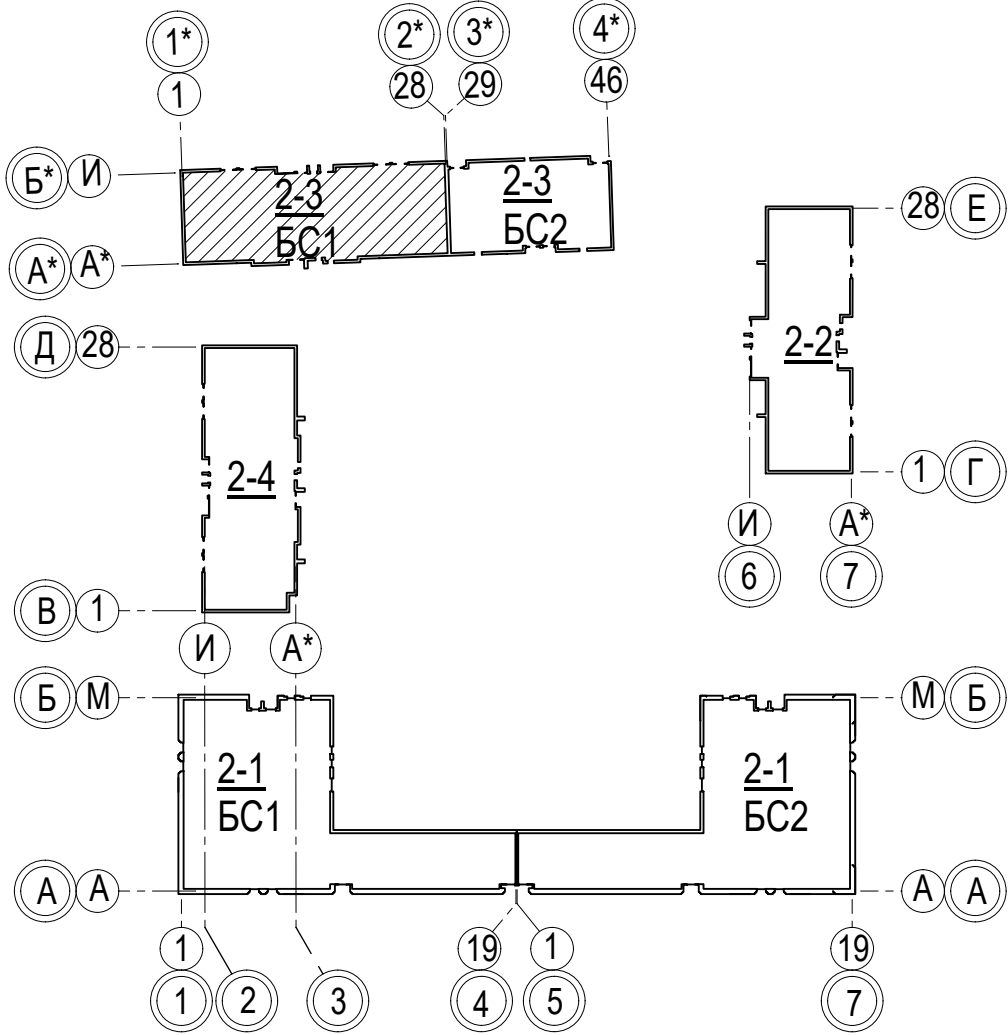 1* 2* 3* 4*
1 28 29 46
Б* И
2-3
БС1
2-3
БС2
28 Е
А* А*
Д 28
2-2
2-4
1 Г
И А*
6 7
В 1
И А*
Б М
М Б
2-1
БС1
2-1
БС2
А А
А А
1 19 1 19
1 2 3 4 5 7